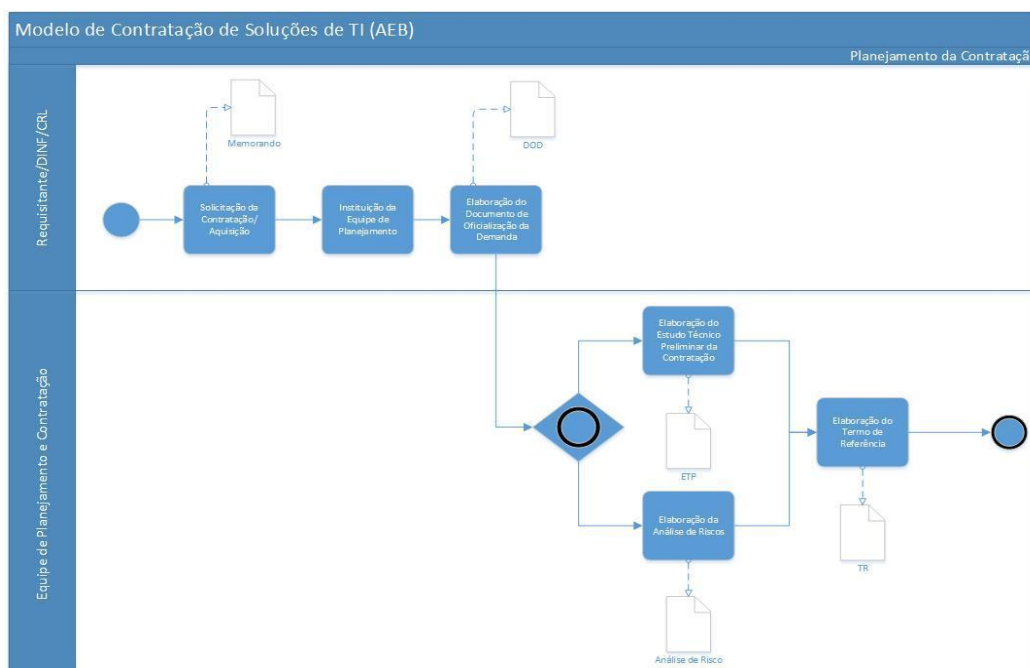 Modelo de Contratação de Soluções de TI (AEB)
Planejamento da Contrataçã
Requisitante/DINF/CRL
Memorando
DOD
Solicitação da
Contratação/
Aquisição
Instituição da
Equipe de
Planejamento
Elaboração do
Documento de
Oficialização da
Demanda
Equipe de Planejamento e Contratação
Elaboração do
Estudo Técnico
Preliminar da
Contratação
ETP
Elaboração do
Termo de
Referência
TR
Elaboração da
Análise de Riscos
Análise de Risco